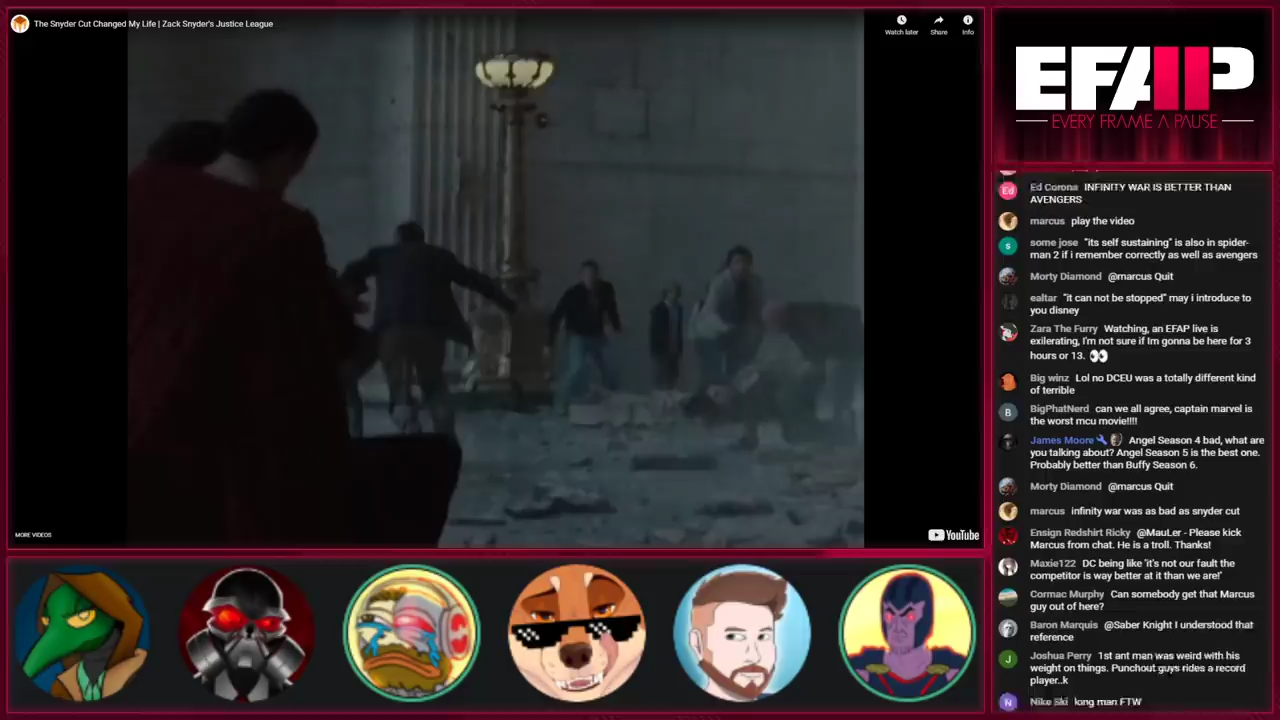 The Snyder Cut Changed My Life | Zack Snyder's Justice League
Watch later
Share
Info
MORE VIDEOS
YouTube
EFAP
EVERY FRAME A PAUSE
Ed Corona INFINITY WAR IS BETTER THAN
AVENGERS
marcus play the video
some jose "its self sustaining" is also in spider-
man 2 if i remember correctly as well as avengers
Morty Diamond @marcus Quit
ealtar "it can not be stopped" may i introduce to
you disney
Zara The Furry Watching, an EFAP live is
exilerating, I'm not sure if Im gonna be here for 3
hours or 13. 👀
Big winz Lol no DCEU was a totally different kind
of terrible
BigPhatNerd can we all agree, captain marvel is
the worst mcu movie!!!!
James Moore Angel Season 4 bad, what are
you talking about? Angel Season 5 is the best one.
Probably better than Buffy Season 6.
Morty Diamond @marcus Quit
marcus infinity war was as bad as snyder cut
Ensign Redshirt Ricky @MauLer - Please kick
Marcus from chat. He is a troll. Thanks!
Maxie122 DC being like 'it's not our fault the
competitor is way better at it than we are!'
Cormac Murphy Can somebody get that Marcus
guy out of here?
Baron Marquis @Saber Knight I understood that
reference
Joshua Perry 1st ant man was weird with his
weight on things. Punchout guys rides a record
player..k
Nike Ski long man FTW
Ed
S
B
J
N